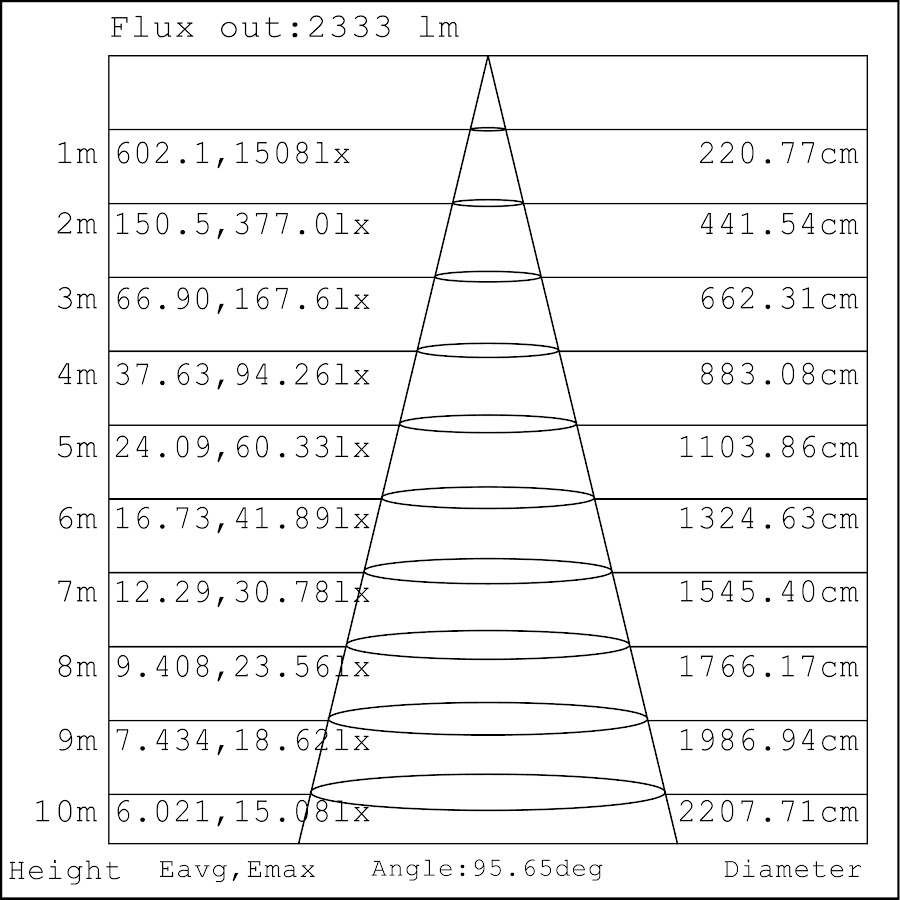 Flux out:2333 lm
1m 602.1,1508lx 220.77cm
2m 150.5,377.0lx 441.54cm
3m 66.90,167.6lx 662.31cm
4m 37.63,94.26lx 883.08cm
5m 24.09,60.33lx 1103.86cm
6m 16.73,41.89lx 1324.63cm
7m 12.29,30.78lx 1545.40cm
8m 9.408,23.56lx 1766.17cm
9m 7.434,18.62lx 1986.94cm
10m 6.021,15.08lx 2207.71cm
Height Eavg,Emax Angle:95.65deg Diameter